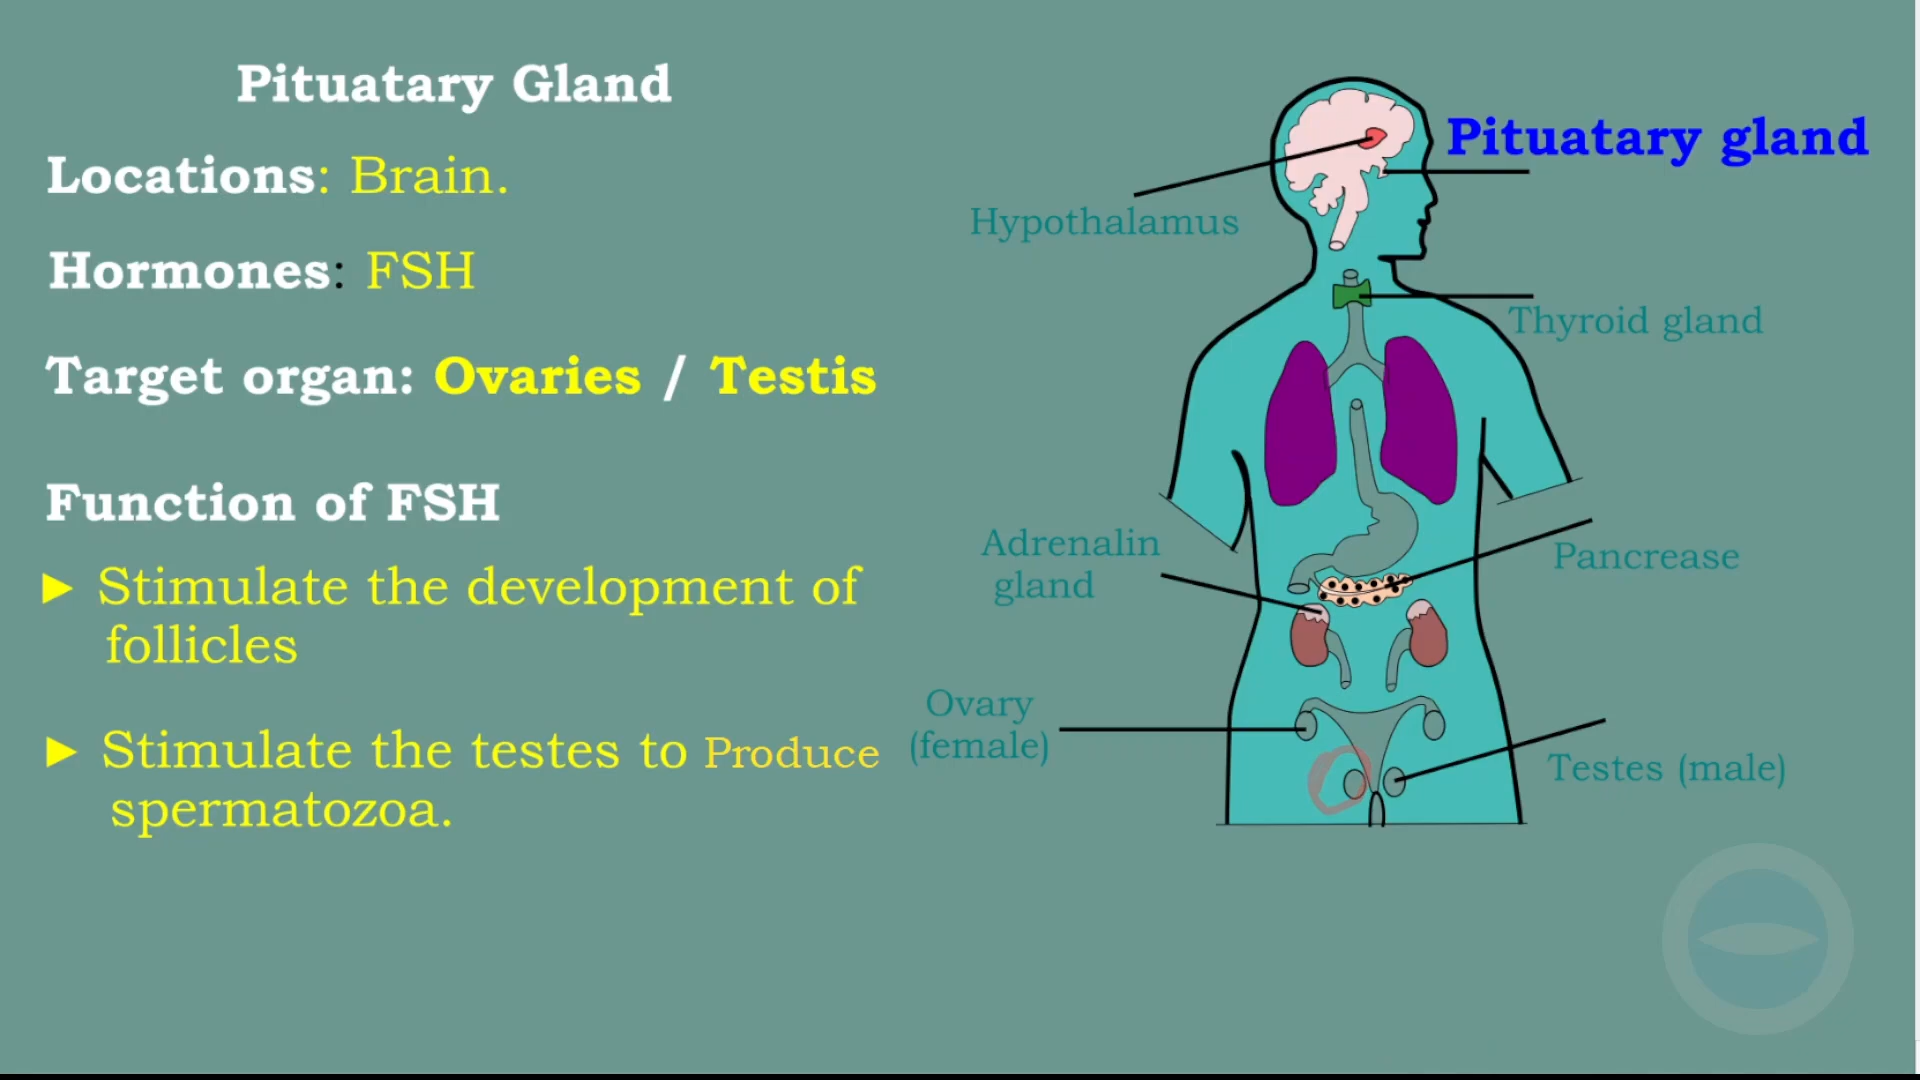 Pituatary Gland
Locations: Brain.
Hormones: FSH
Target organ: Ovaries / Testis
Function of FSH
► Stimulate the development of
follicles
► Stimulate the testes to Produce
spermatozoa.
Pituatary gland
Hypothalamus
Thyroid gland
Adrenalin
gland
Pancrease
Ovary
(female)
Testes (male)